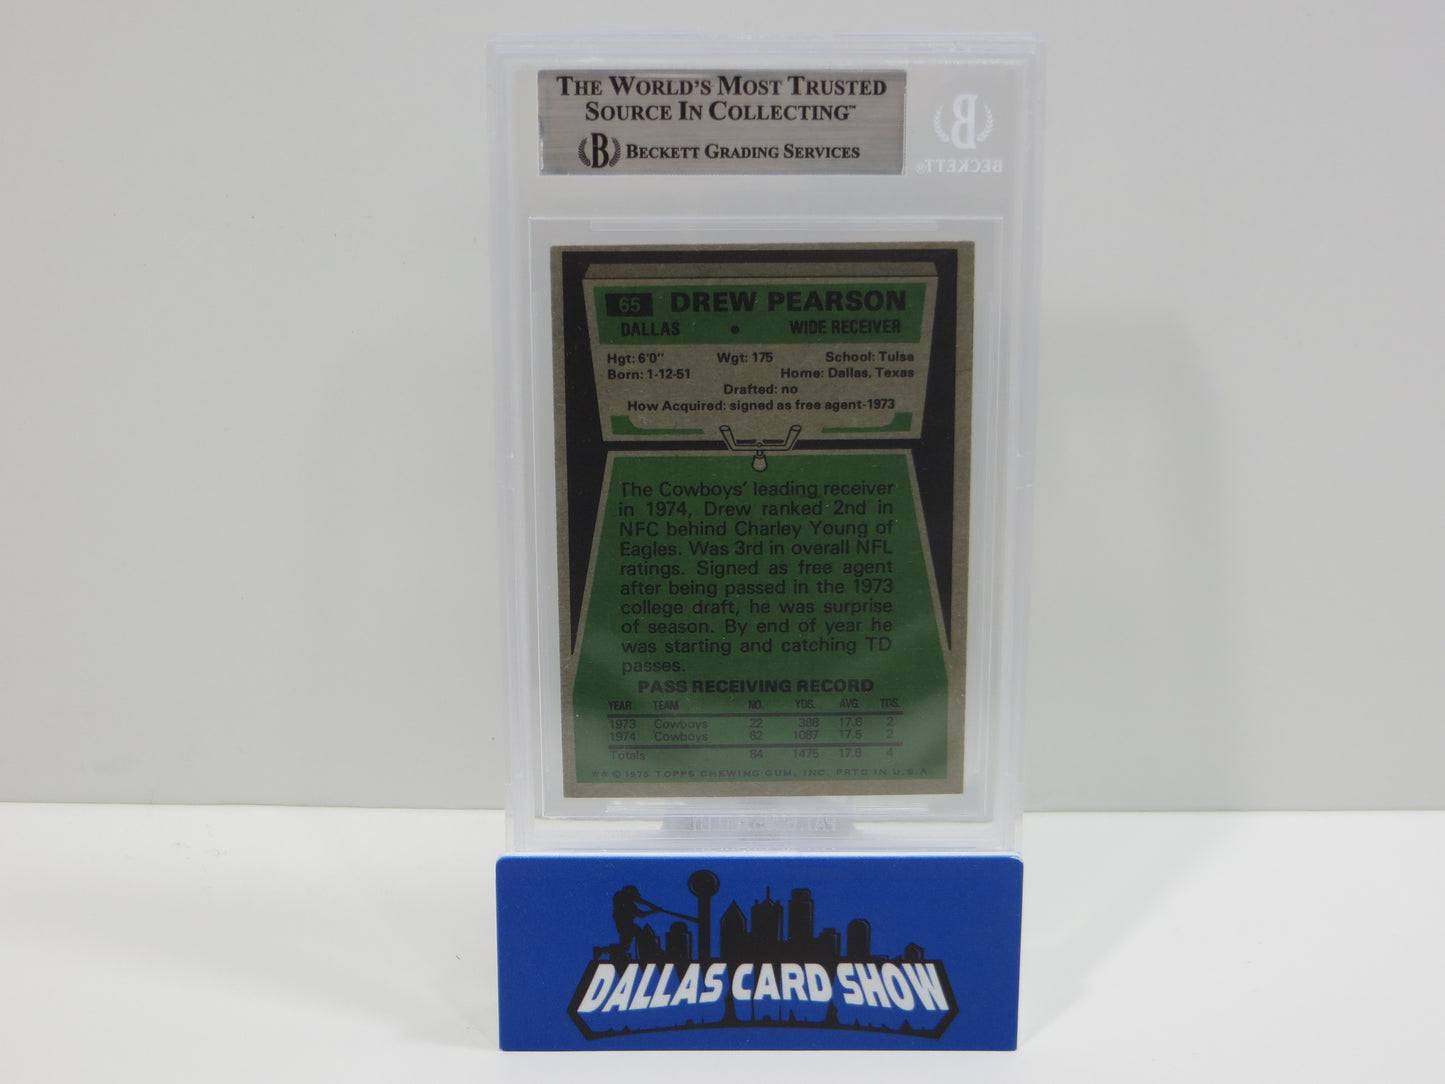 THE WORLD'S MOST TRUSTED
SOURCE IN COLLECTING™
B BECKETT GRADING SERVICES
B
BECKETT®
65 DREW PEARSON
DALLAS • WIDE RECEIVER
Hgt: 6'0" Wgt: 175 School: Tulsa
Born: 1-12-51 Home: Dallas, Texas
Drafted: no
How Acquired: signed as free agent-1973
The Cowboys' leading receiver
in 1974, Drew ranked 2nd in
NFC behind Charley Young of
Eagles. Was 3rd in overall NFL
ratings. Signed as free agent
after being passed in the 1973
college draft, he was surprise
of season. By end of year he
was starting and catching TD
passes.
PASS RECEIVING RECORD
YEAR TEAM NO. YDS. AVG. TDS.
1973 Cowboys 22 388 17.6 2
1974 Cowboys 62 1087 17.5 2
Totals 84 1475 17.6 4
** © 1975 TOPPS CHEWING GUM, INC. PRTD IN U.S.A.
DALLAS CARD SHOW